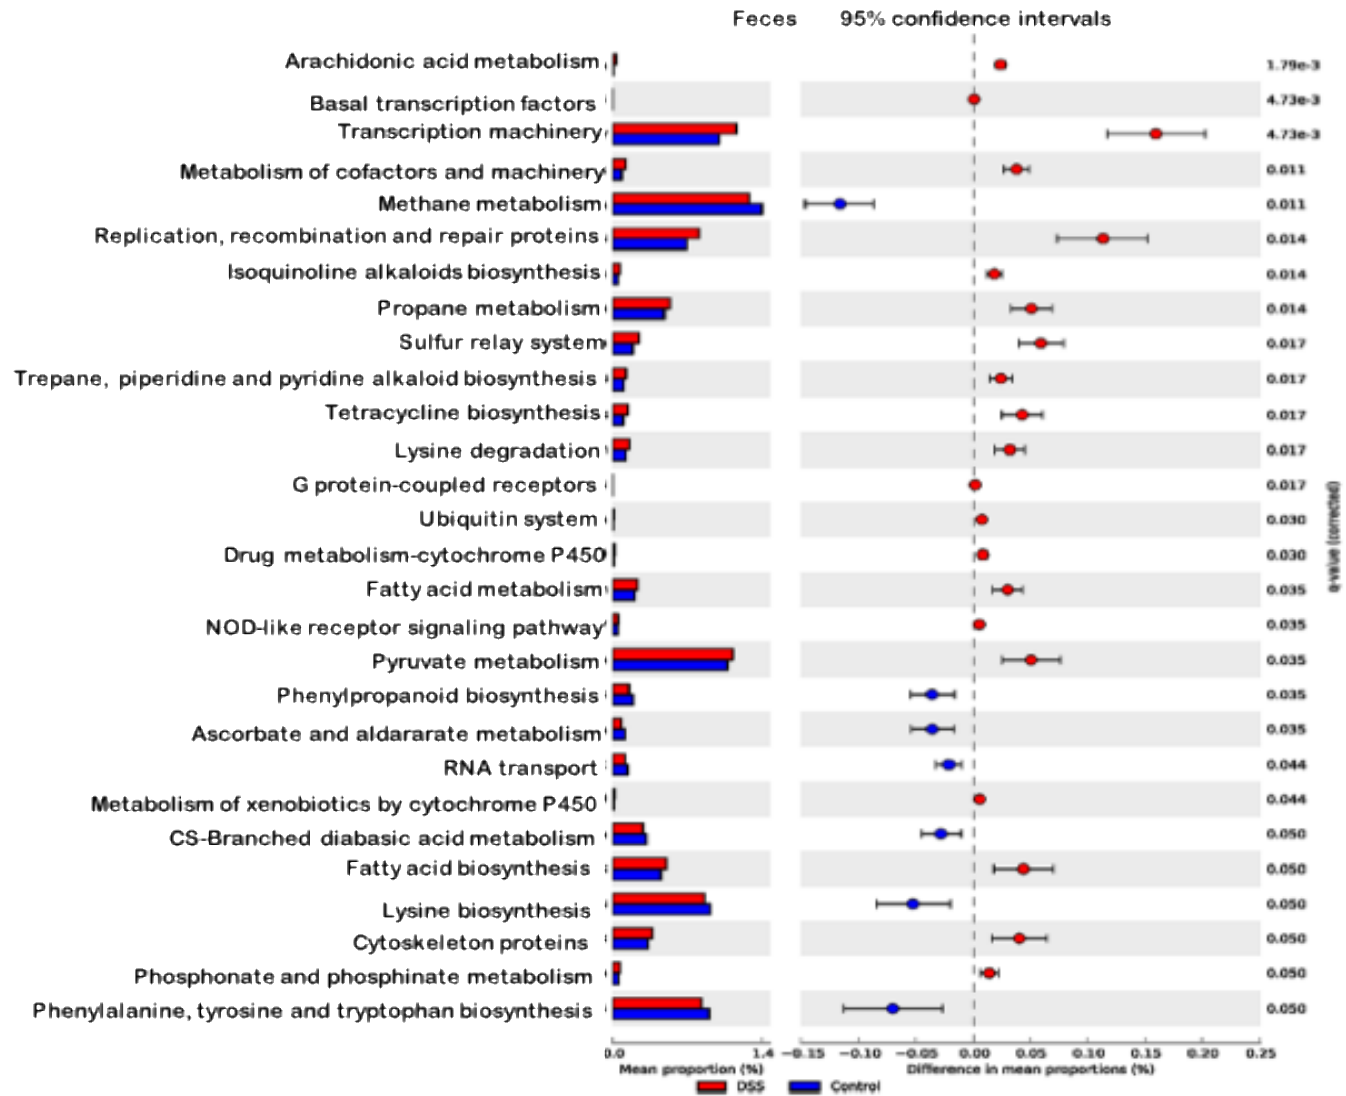 Feces 95% confidence intervals
Arachidonic acid metabolism 1.79e-3
Basal transcription factors 4.73e-3
Transcription machinery 4.73e-3
Metabolism of cofactors and machinery 0.011
Methane metabolism 0.011
Replication, recombination and repair proteins 0.014
Isoquinoline alkaloids biosynthesis 0.014
Propane metabolism 0.014
Sulfur relay system 0.017
Trepane, piperidine and pyridine alkaloid biosynthesis 0.017
Tetracycline biosynthesis 0.017
Lysine degradation 0.017
G protein-coupled receptors 0.017
Ubiquitin system 0.030
Drug metabolism-cytochrome P450 0.030
Fatty acid metabolism 0.035
NOD-like receptor signaling pathway 0.035
Pyruvate metabolism 0.035
Phenylpropanoid biosynthesis 0.035
Ascorbate and aldararate metabolism 0.035
RNA transport 0.044
Metabolism of xenobiotics by cytochrome P450 0.044
CS-Branched diabasic acid metabolism 0.050
Fatty acid biosynthesis 0.050
Lysine biosynthesis 0.050
Cytoskeleton proteins 0.050
Phosphonate and phosphinate metabolism 0.050
Phenylalanine, tyrosine and tryptophan biosynthesis 0.050
q-value (corrected)
0.0 1.4 −0.15 −0.10 −0.05 0.00 0.05 0.10 0.15 0.20 0.25
Mean proportion (%) Difference in mean proportions (%)
DSS Control